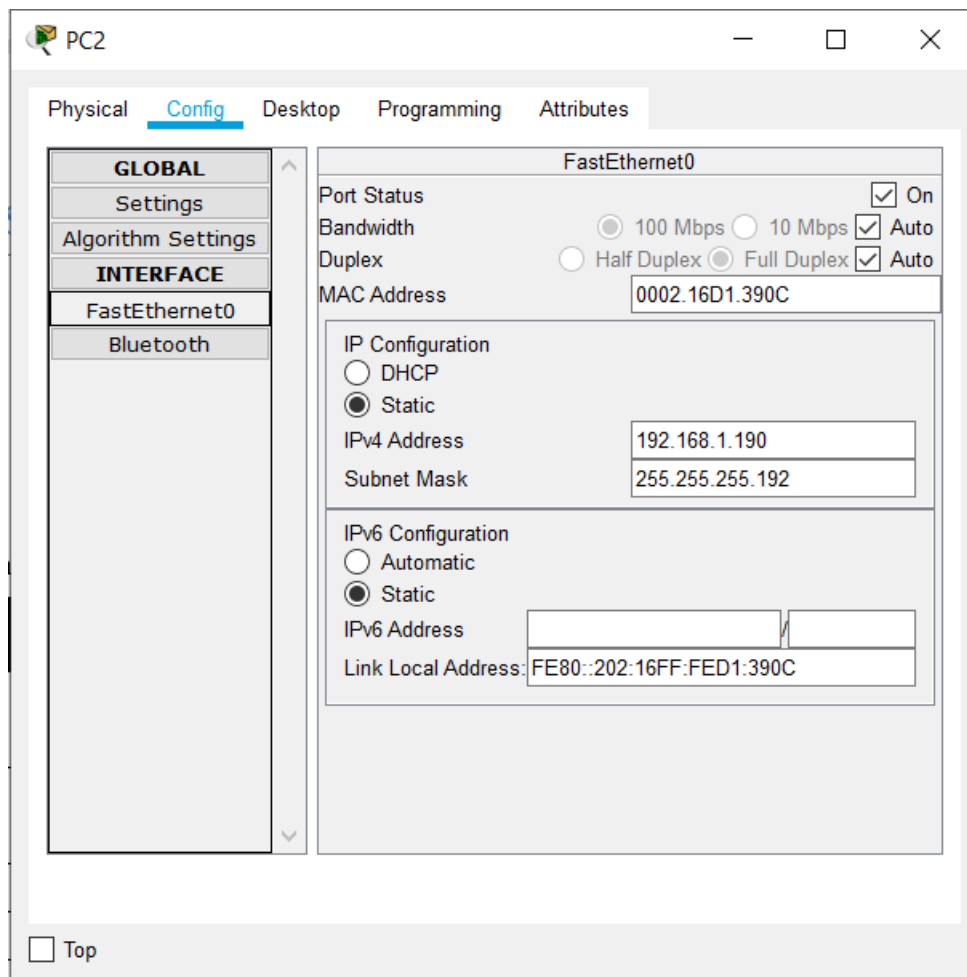 PC2
Physical Config Desktop Programming Attributes
GLOBAL
Settings
Algorithm Settings
INTERFACE
FastEthernet0
Bluetooth
FastEthernet0
Port Status On
Bandwidth 100 Mbps 10 Mbps Auto
Duplex Half Duplex Full Duplex Auto
MAC Address 0002.16D1.390C
IP Configuration
DHCP
Static
IPv4 Address 192.168.1.190
Subnet Mask 255.255.255.192
IPv6 Configuration
Automatic
Static
IPv6 Address /
Link Local Address: FE80::202:16FF:FED1:390C
Top